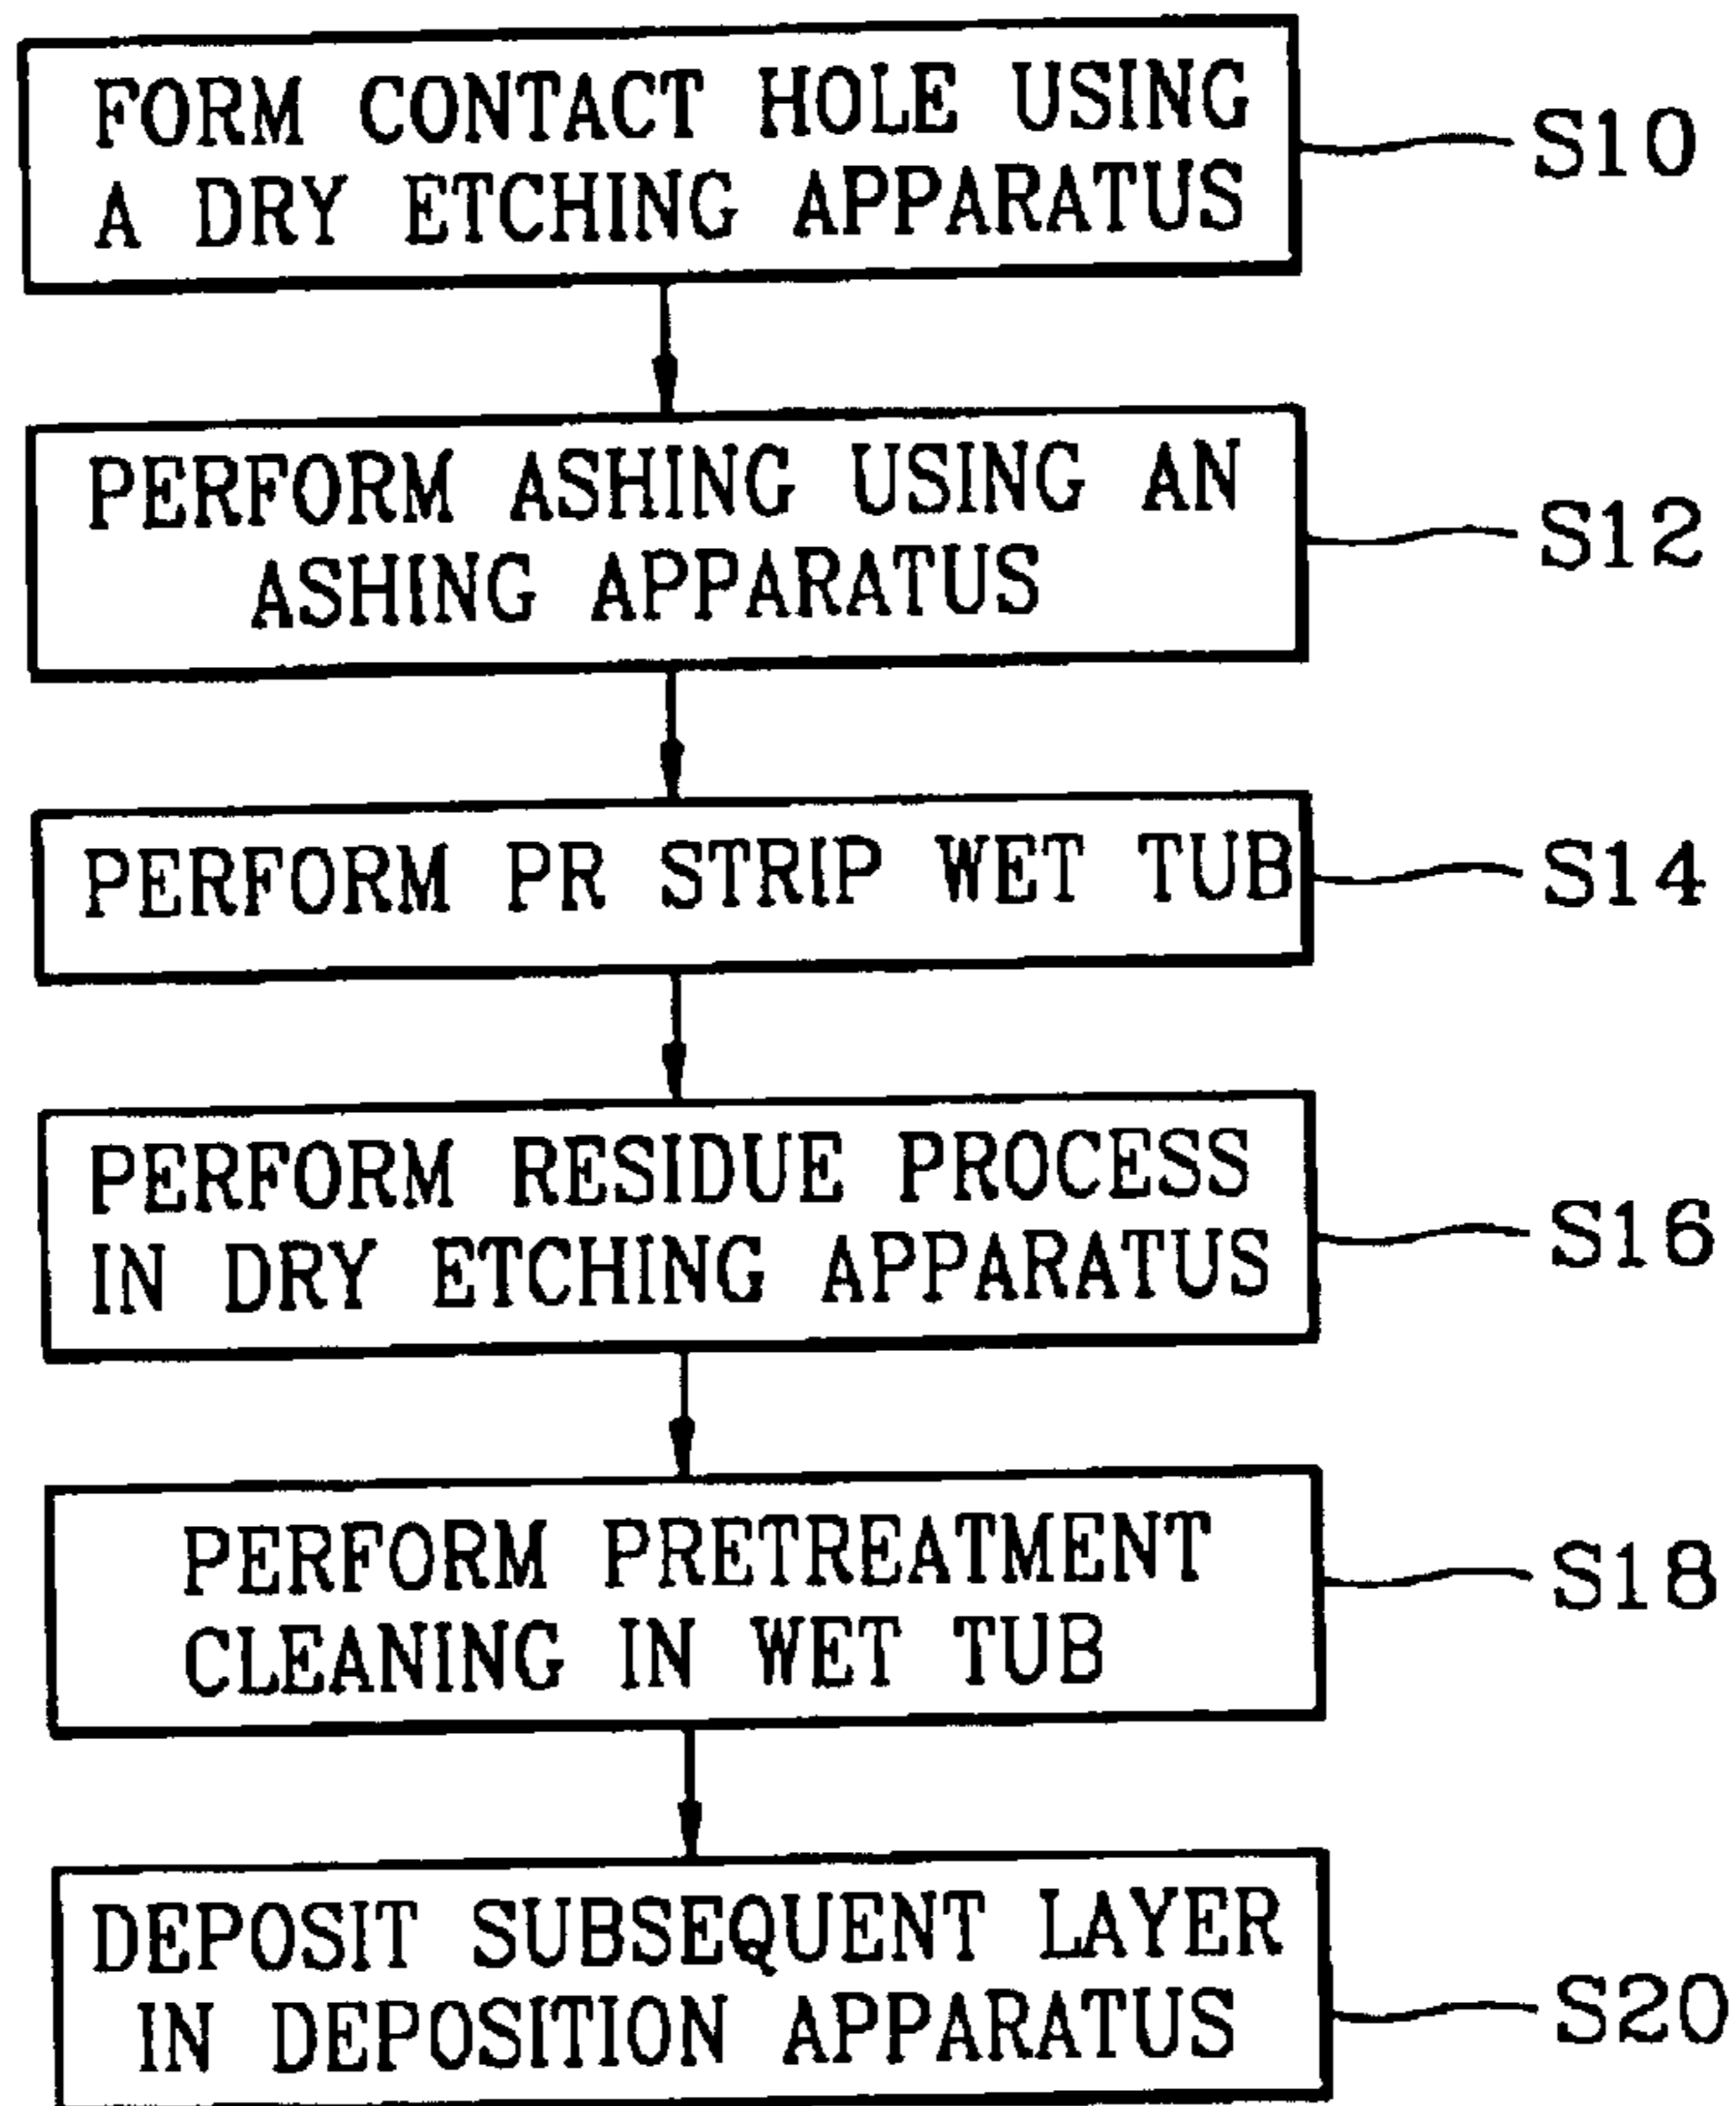 FORM CONTACT HOLE USING
A DRY ETCHING APPARATUS
S10
PERFORM ASHING USING AN
ASHING APPARATUS
S12
PERFORM PR STRIP WET TUB
S14
PERFORM RESIDUE PROCESS
IN DRY ETCHING APPARATUS
S16
PERFORM PRETREATMENT
CLEANING IN WET TUB
S18
DEPOSIT SUBSEQUENT LAYER
IN DEPOSITION APPARATUS
S20